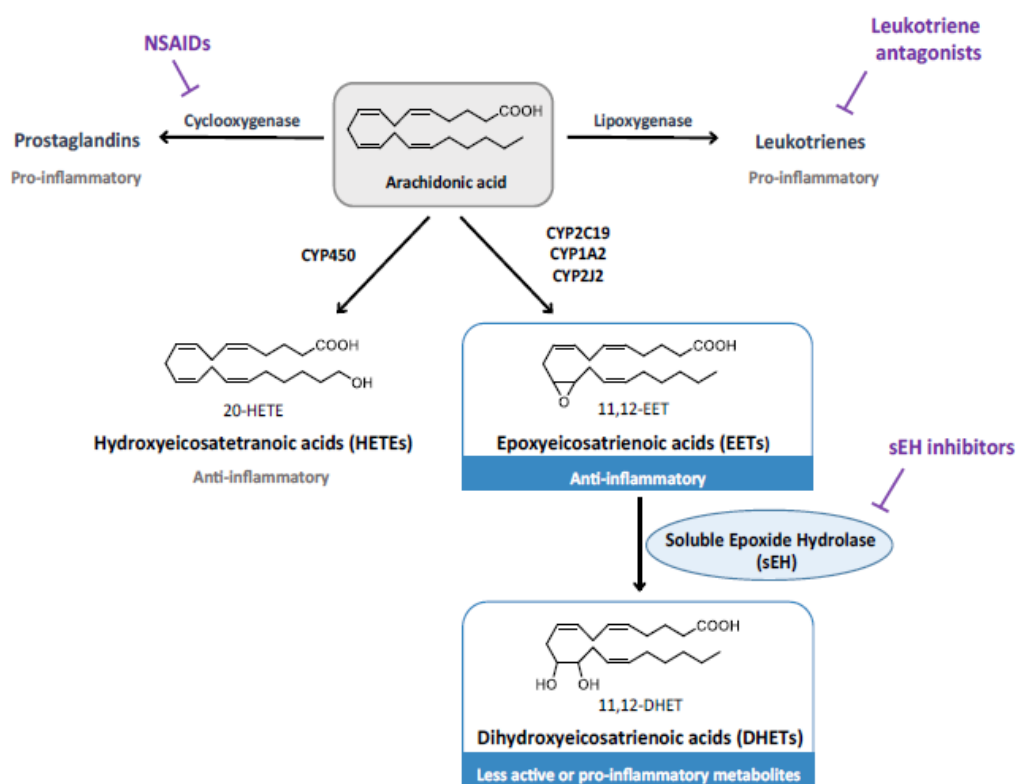 NSAIDs
Leukotriene
antagonists
Cyclooxygenase
COOH
Lipoxygenase
Prostaglandins
Leukotrienes
Pro-inflammatory
Arachidonic acid
Pro-inflammatory
CYP450
CYP2C19
CYP1A2
CYP2J2
COOH
OH
20-HETE
Hydroxyeicosatetranoic acids (HETEs)
Anti-inflammatory
COOH
O
11,12-EET
Epoxyeicosatrienoic acids (EETs)
Anti-inflammatory
sEH inhibitors
Soluble Epoxide Hydrolase
(sEH)
COOH
HO OH
11,12-DHET
Dihydroxyeicosatrienoic acids (DHETs)
Less active or pro-inflammatory metabolites